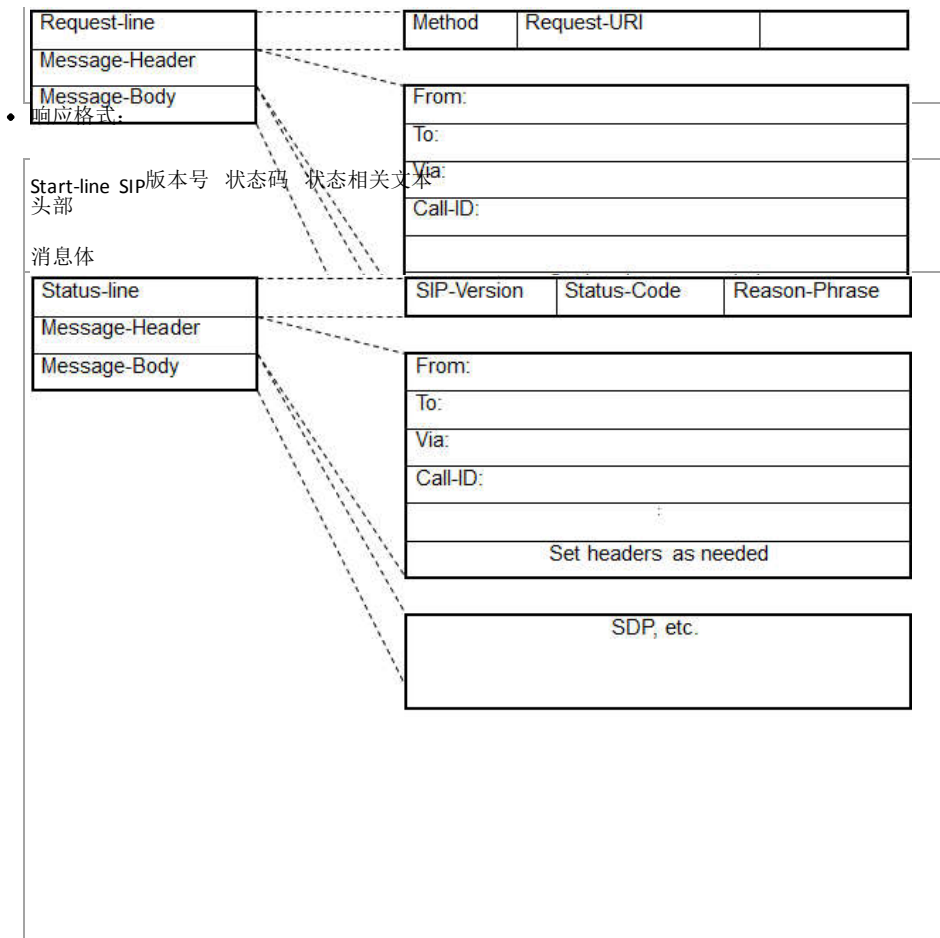 Request-line
Method Request-URI
Message-Header
Message-Body
From:
• 响应格式:
To:
Via:
Start-line SIP版本号 状态码 状态相关文本
头部
Call-ID:
消息体
Status-line
SIP-Version Status-Code Reason-Phrase
Message-Header
Message-Body
From:
To:
Via:
Call-ID:
:
Set headers as needed
SDP, etc.